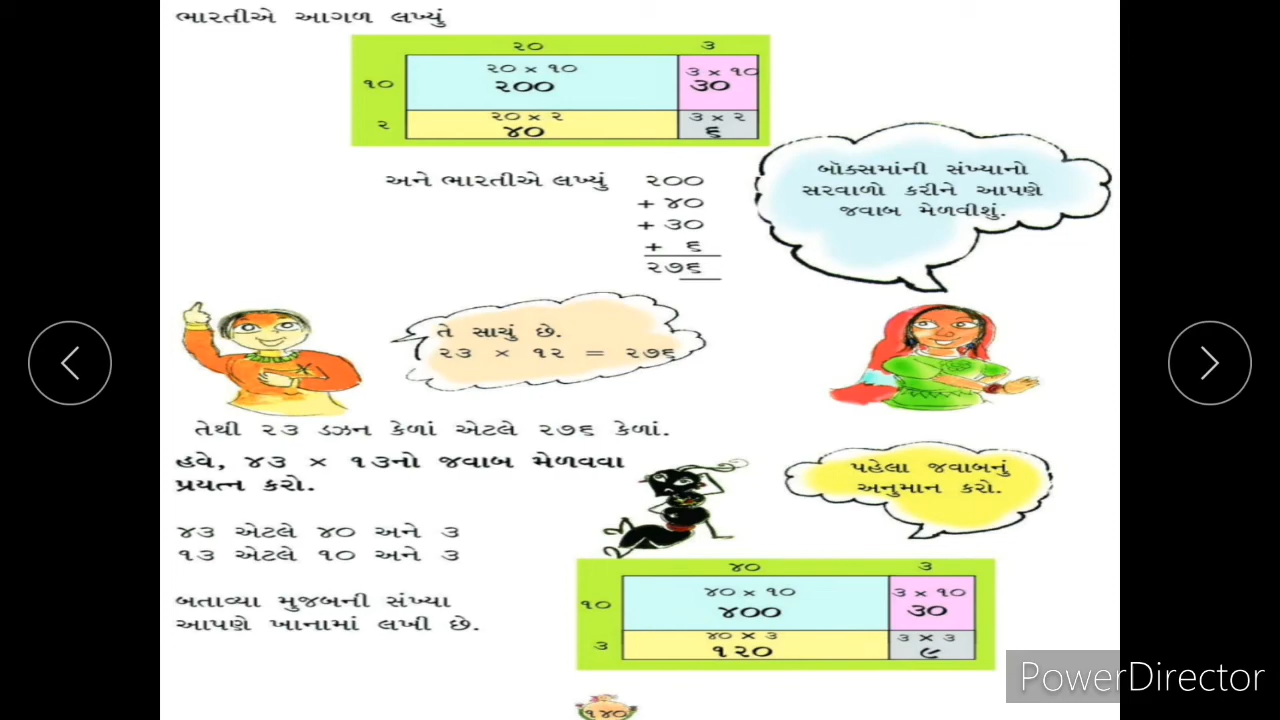 ભારતીએ આગળ લખ્યું
૨૦ ૩
૨૦ × ૧૦ ૩ × ૧૦
૧૦ ૨૦૦ ૩૦
૨૦ × ૨ ૩ × ૨
૨ ૪૦ ૬
બૉક્સમાંની સંખ્યાનો
સરવાળો કરીને આપણે
જવાબ મેળવીશું.
અને ભારતીએ લખ્યું ૨૦૦
+ ૪૦
+ ૩૦
+ ૬
૨૭૬
તે સાચું છે.
૨૩ × ૧૨ = ૨૭૬
તેથી ૨૩ ડઝન કેળાં એટલે ૨૭૬ કેળાં.
હવે, ૪૩ × ૧૩નો જવાબ મેળવવા
પ્રયત્ન કરો.
પહેલા જવાબનું
અનુમાન કરો.
૪૩ એટલે ૪૦ અને ૩
૧૩ એટલે ૧૦ અને ૩
બતાવ્યા મુજબની સંખ્યા
આપણે ખાનામાં લખી છે.
૪૦ ૩
૪૦ × ૧૦ ૩ × ૧૦
૧૦ ૪૦૦ ૩૦
૪૦ × ૩ ૩ × ૩
૩ ૧૨૦ ૯
૧૪૦
PowerDirector